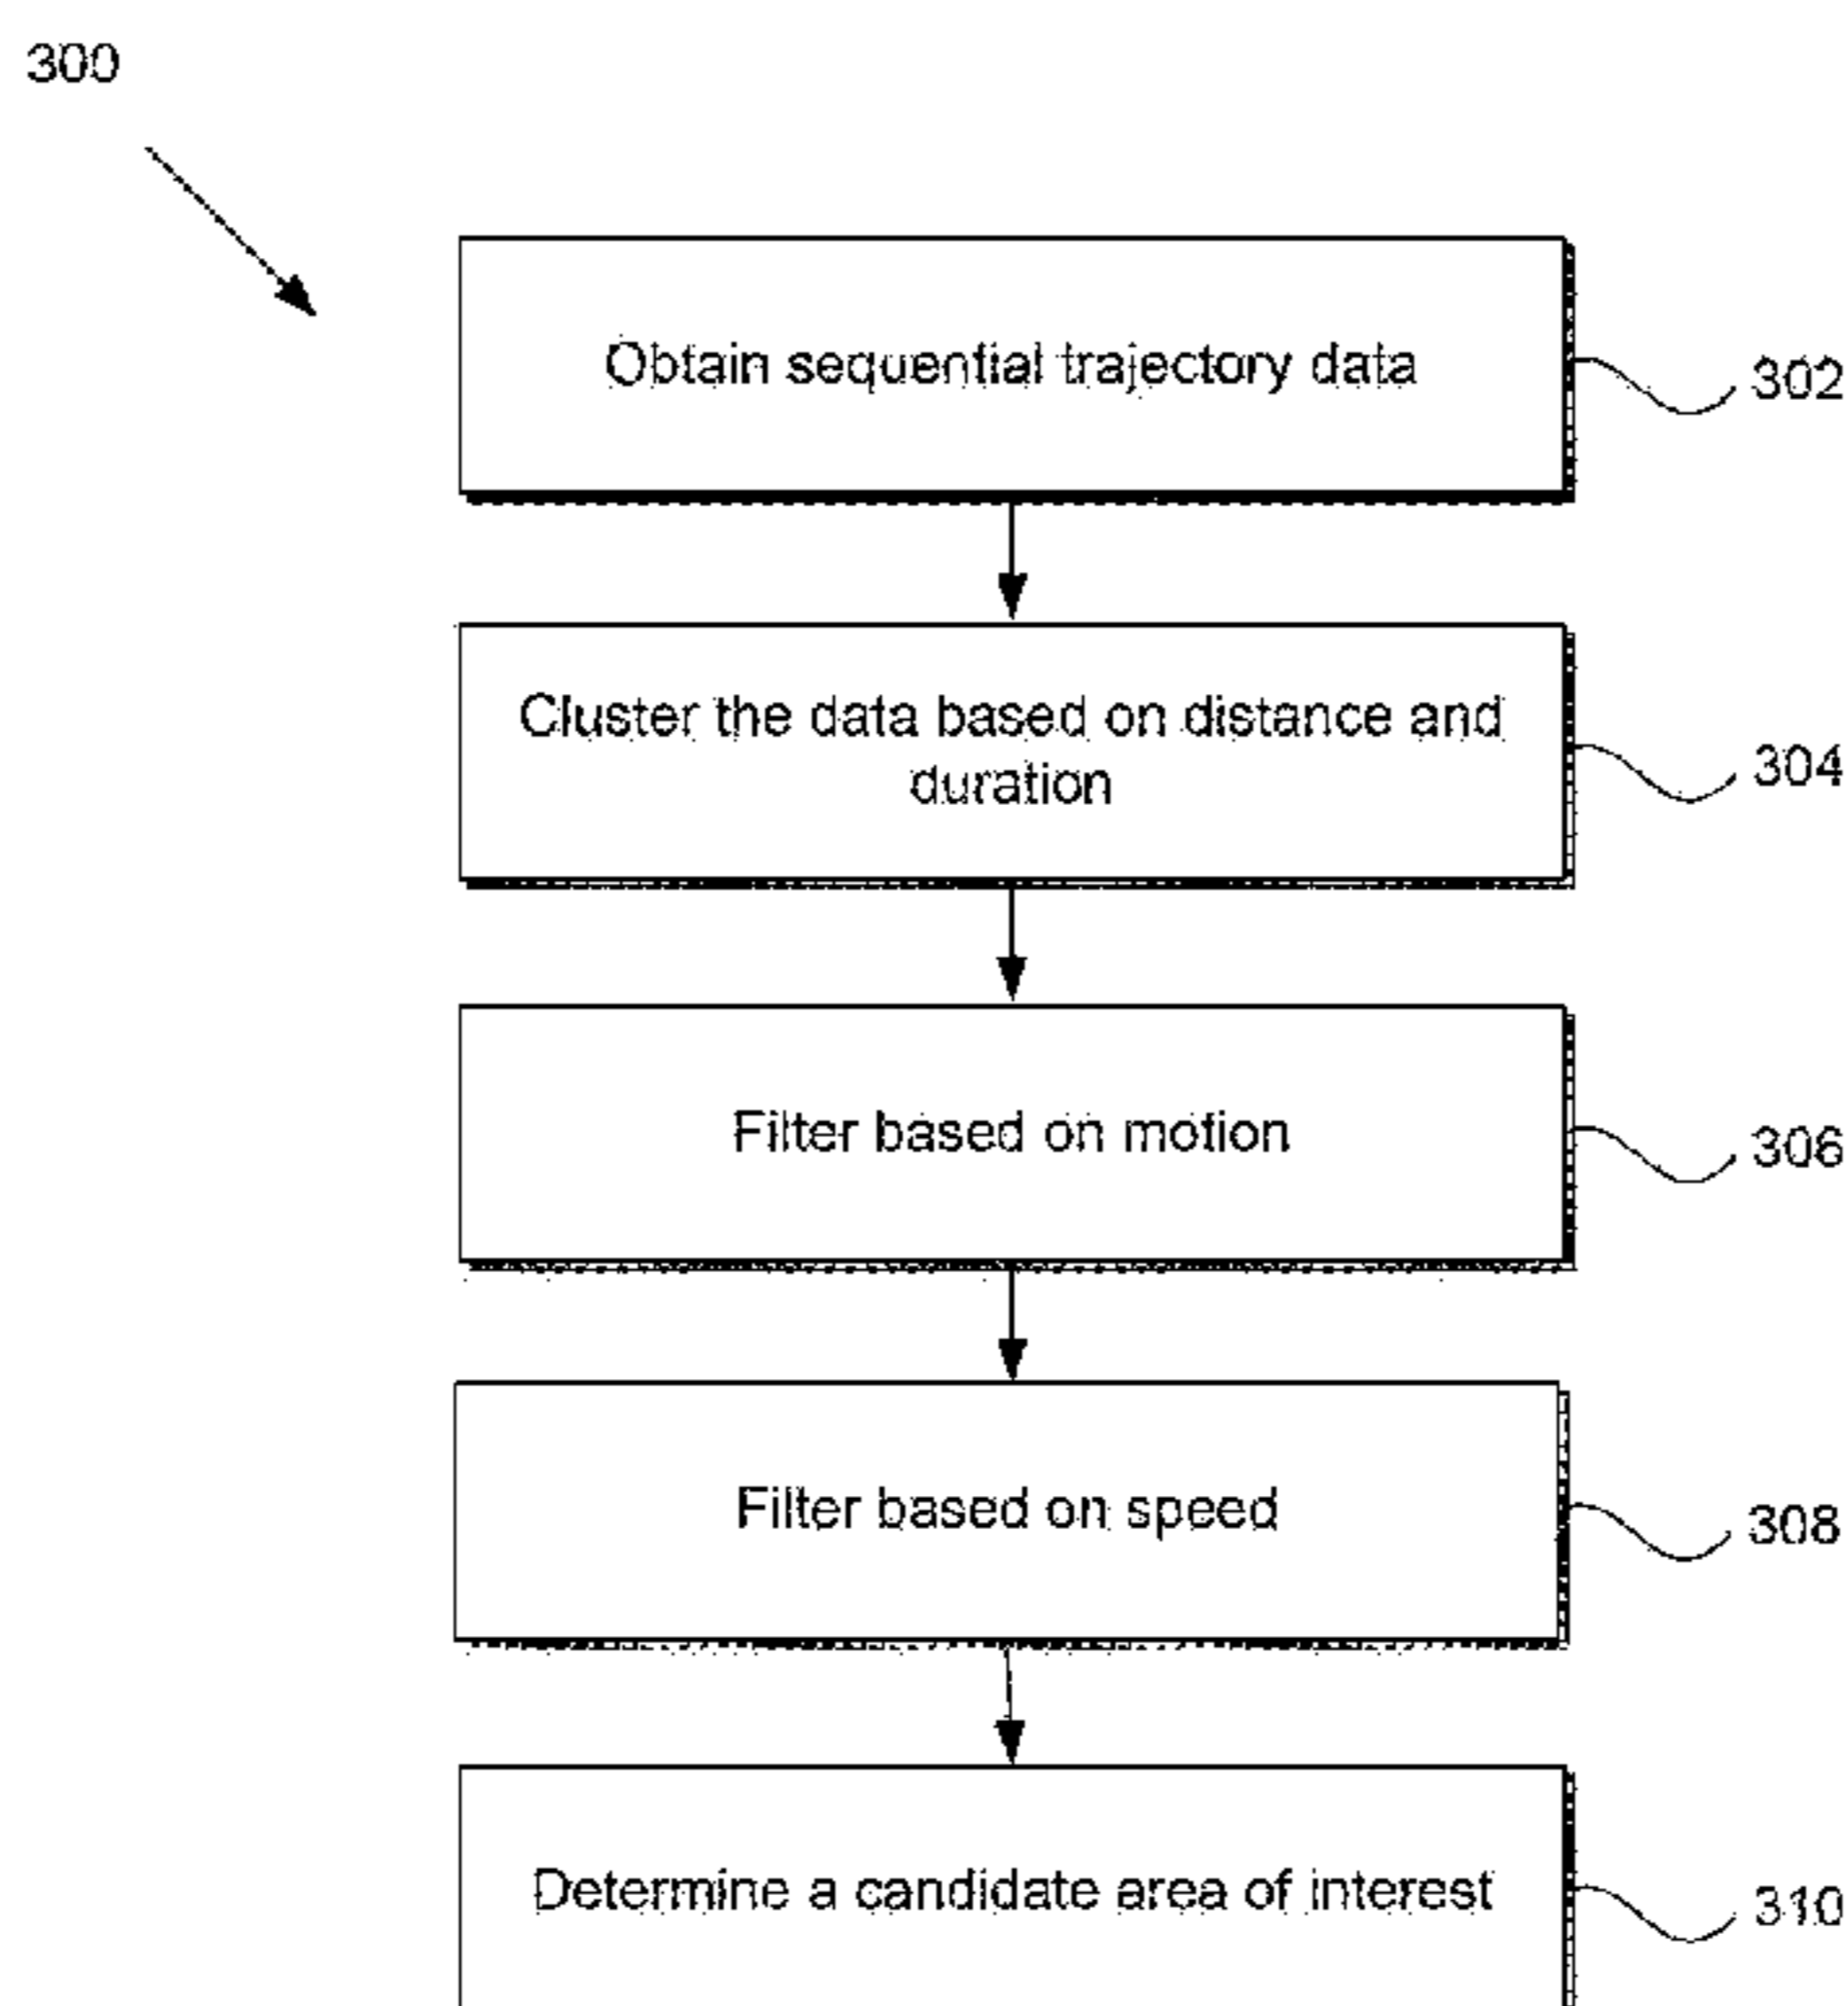 300
Obtain sequential trajectory data
302
Cluster the data based on distance and
duration
304
Filter based on motion
306
Filter based on speed
308
Determine a candidate area of interest
310